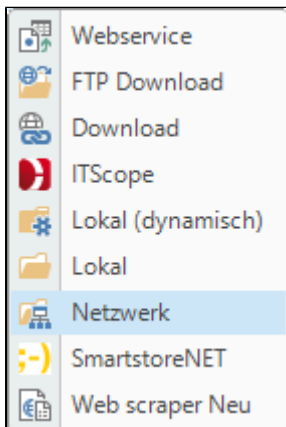 Webservice
FTP Download
Download
ITScope
Lokal (dynamisch)
Lokal
Netzwerk
;-) SmartstoreNET
Web scraper Neu